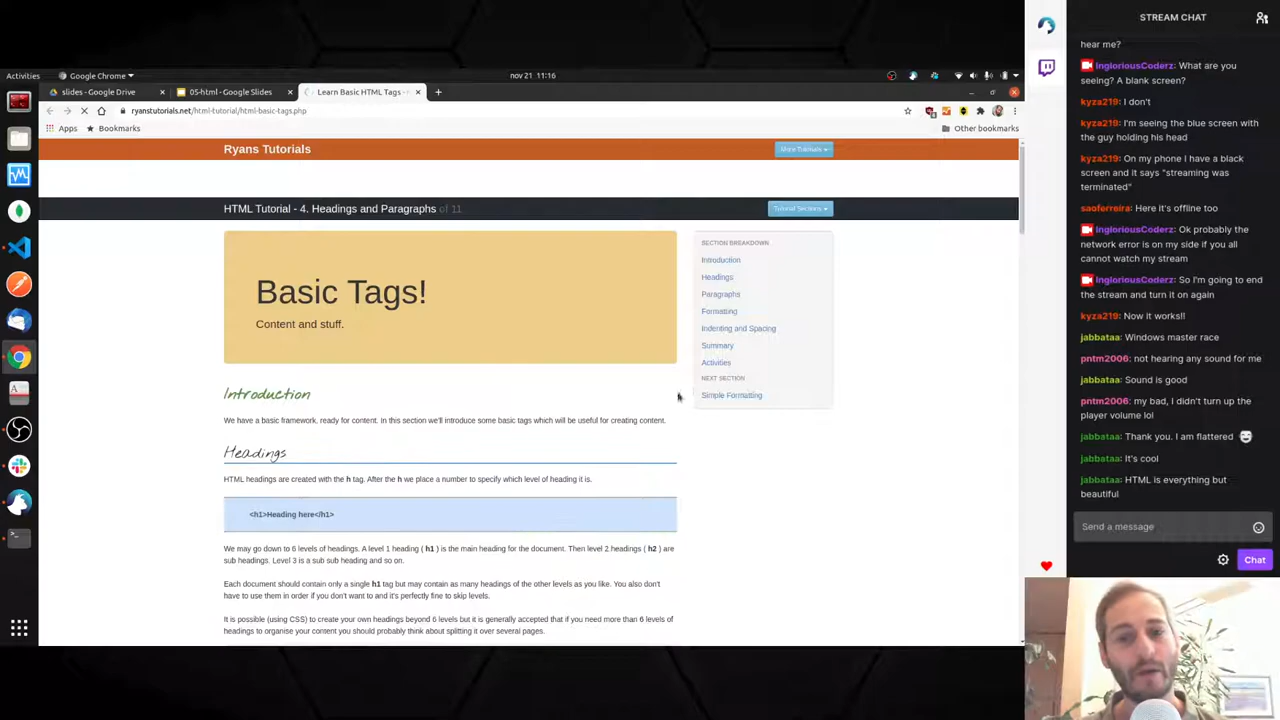 Activities
Google Chrome
nov 21 11:16
slides - Google Drive
05-html - Google Slides
Learn Basic HTML Tags -
ryanstutorials.net/html-tutorial/html-basic-tags.php
Apps
Bookmarks
Other bookmarks
Ryans Tutorials
More Tutorials
HTML Tutorial - 4. Headings and Paragraphs of 11
Tutorial Sections
Basic Tags!
Content and stuff.
Introduction
We have a basic framework, ready for content. In this section we'll introduce some basic tags which will be useful for creating content.
Headings
HTML headings are created with the h tag. After the h we place a number to specify which level of heading it is.
<h1>Heading here</h1>
We may go down to 6 levels of headings. A level 1 heading ( h1 ) is the main heading for the document. Then level 2 headings ( h2 ) are
sub headings. Level 3 is a sub sub heading and so on.
Each document should contain only a single h1 tag but may contain as many headings of the other levels as you like. You also don't
have to use them in order if you don't want to and it's perfectly fine to skip levels.
It is possible (using CSS) to create your own headings beyond 6 levels but it is generally accepted that if you need more than 6 levels of
headings to organise your content you should probably think about splitting it over several pages.
SECTION BREAKDOWN
Introduction
Headings
Paragraphs
Formatting
Indenting and Spacing
Summary
Activities
NEXT SECTION
Simple Formatting
STREAM CHAT
hear me?
IngloriousCoderz: What are you
seeing? A blank screen?
kyza219: I don't
kyza219: I'm seeing the blue screen with
the guy holding his head
kyza219: On my phone I have a black
screen and it says "streaming was
terminated"
saoferreira: Here it's offline too
IngloriousCoderz: Ok probably the
network error is on my side if you all
cannot watch my stream
IngloriousCoderz: So I'm going to end
the stream and turn it on again
kyza219: Now it works!!
jabbataa: Windows master race
pntm2006: not hearing any sound for me
jabbataa: Sound is good
pntm2006: my bad, I didn't turn up the
player volume lol
jabbataa: Thank you. I am flattered
jabbataa: It's cool
jabbataa: HTML is everything but
beautiful
Send a message
Chat